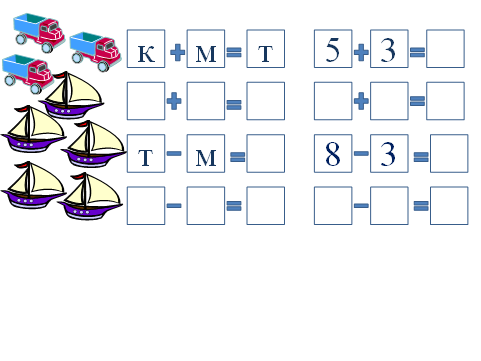 к + м = т 5 + 3 =
+ = + =
т − м = 8 − 3 =
− = − =